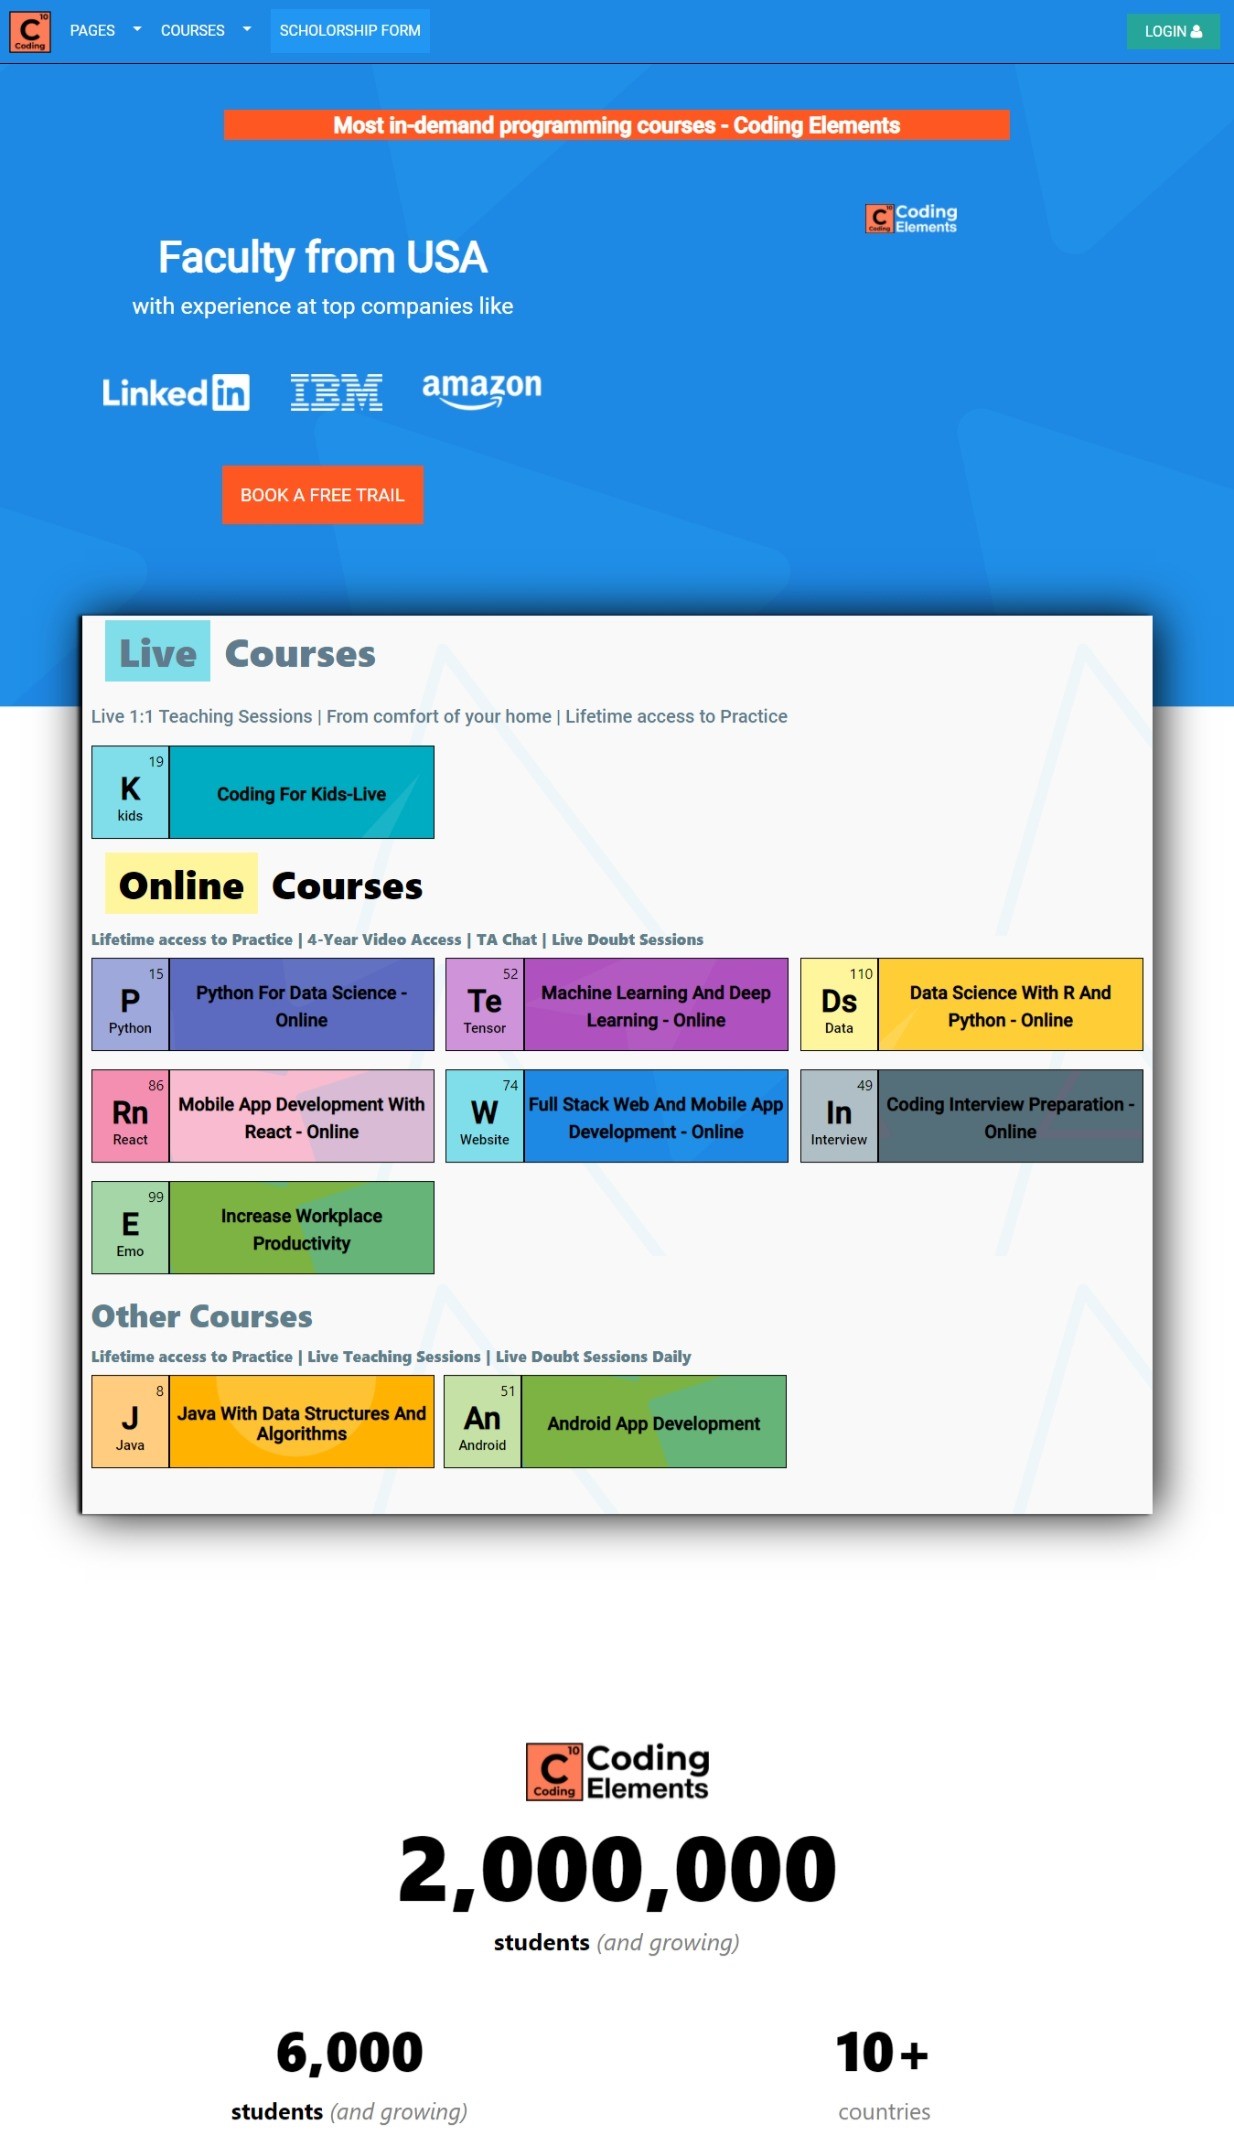 C 10 Coding PAGES COURSES SCHOLORSHIP FORM LOGIN
Most in-demand programming courses - Coding Elements
C 10 Coding Coding
Elements
Faculty from USA
with experience at top companies like
LinkedIn IBM amazon
BOOK A FREE TRAIL
Live Courses
Live 1:1 Teaching Sessions | From comfort of your home | Lifetime access to Practice
19
K
kids
Coding For Kids-Live
Online Courses
Lifetime access to Practice | 4-Year Video Access | TA Chat | Live Doubt Sessions
15
P
Python
Python For Data Science -
Online
52
Te
Tensor
Machine Learning And Deep
Learning - Online
110
Ds
Data
Data Science With R And
Python - Online
86
Rn
React
Mobile App Development With
React - Online
74
W
Website
Full Stack Web And Mobile App
Development - Online
49
In
Interview
Coding Interview Preparation -
Online
99
E
Emo
Increase Workplace
Productivity
Other Courses
Lifetime access to Practice | Live Teaching Sessions | Live Doubt Sessions Daily
8
J
Java
Java With Data Structures And
Algorithms
51
An
Android
Android App Development
10
C
Coding
Coding
Elements
2,000,000
students (and growing)
6,000
students (and growing)
10+
countries